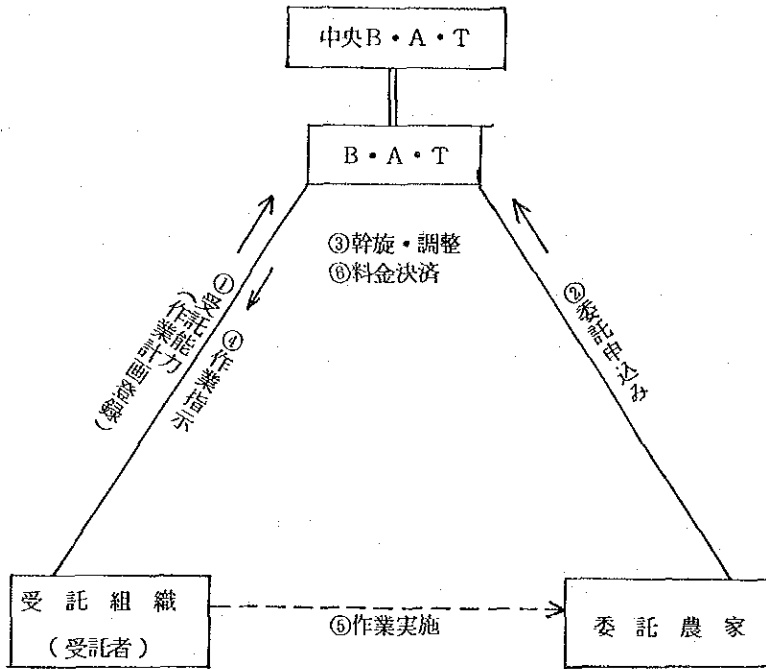 中央B・A・T
B・A・T
③幹旋・調整
⑥料金決済
①受託能力
(作業計画登録)
④作業指示
②委託申込み
受託組織
(受託者)
⑤作業実施
委託農家